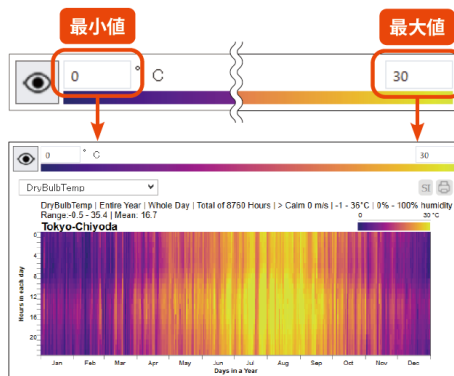 最小値
最大値
0 ° C 30
0 ° C 30
DryBulbTemp SI
DryBulbTemp | Entire Year | Whole Day | Total of 8750 Hours | > Calm 0 m/s | -1 - 36°C | 0% - 100% humidity
Range:-0.5 - 35.4 | Mean: 16.7
0 30 °C
Tokyo-Chiyoda
Hours in each day
0
4
8
12
16
20
Jan Feb Mar Apr May Jun Jul Aug Sep Oct Nov Dec
Days in a Year